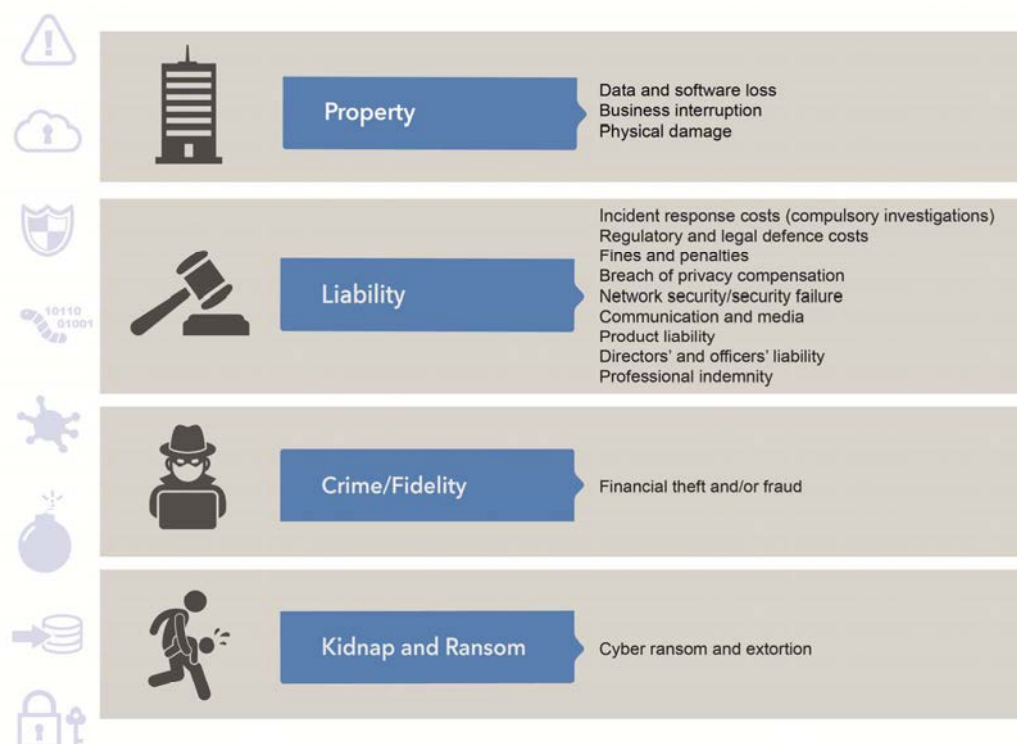 Property
Data and software loss
Business interruption
Physical damage
Liability
Incident response costs (compulsory investigations)
Regulatory and legal defence costs
Fines and penalties
Breach of privacy compensation
Network security/security failure
Communication and media
Product liability
Directors’ and officers’ liability
Professional indemnity
10110
01001
Crime/Fidelity
Financial theft and/or fraud
Kidnap and Ransom
Cyber ransom and extortion